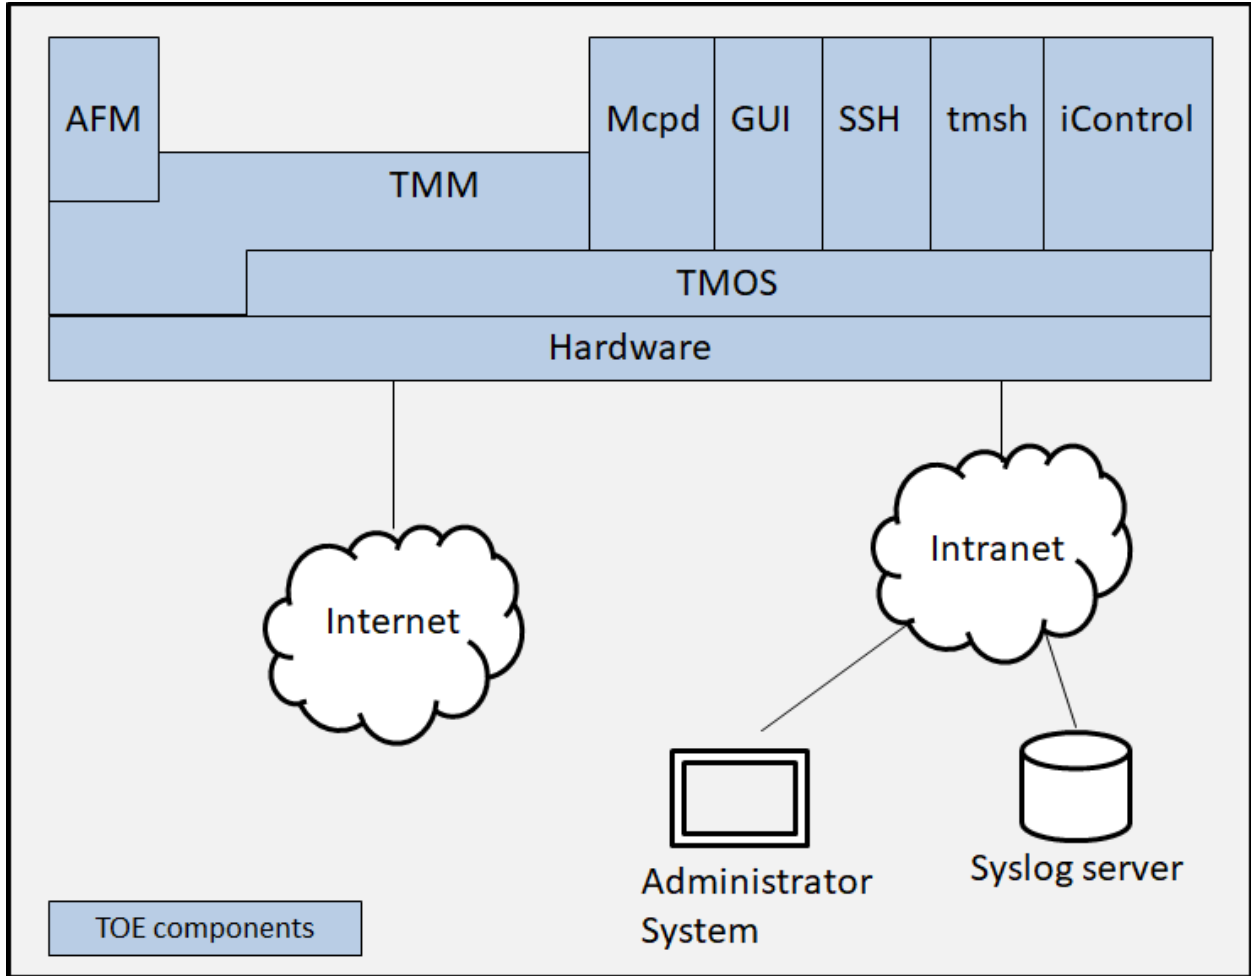 AFM
Mcpd
GUI
SSH
tmsh
iControl
TMM
TMOS
Hardware
Internet
Intranet
Administrator
System
Syslog server
TOE components